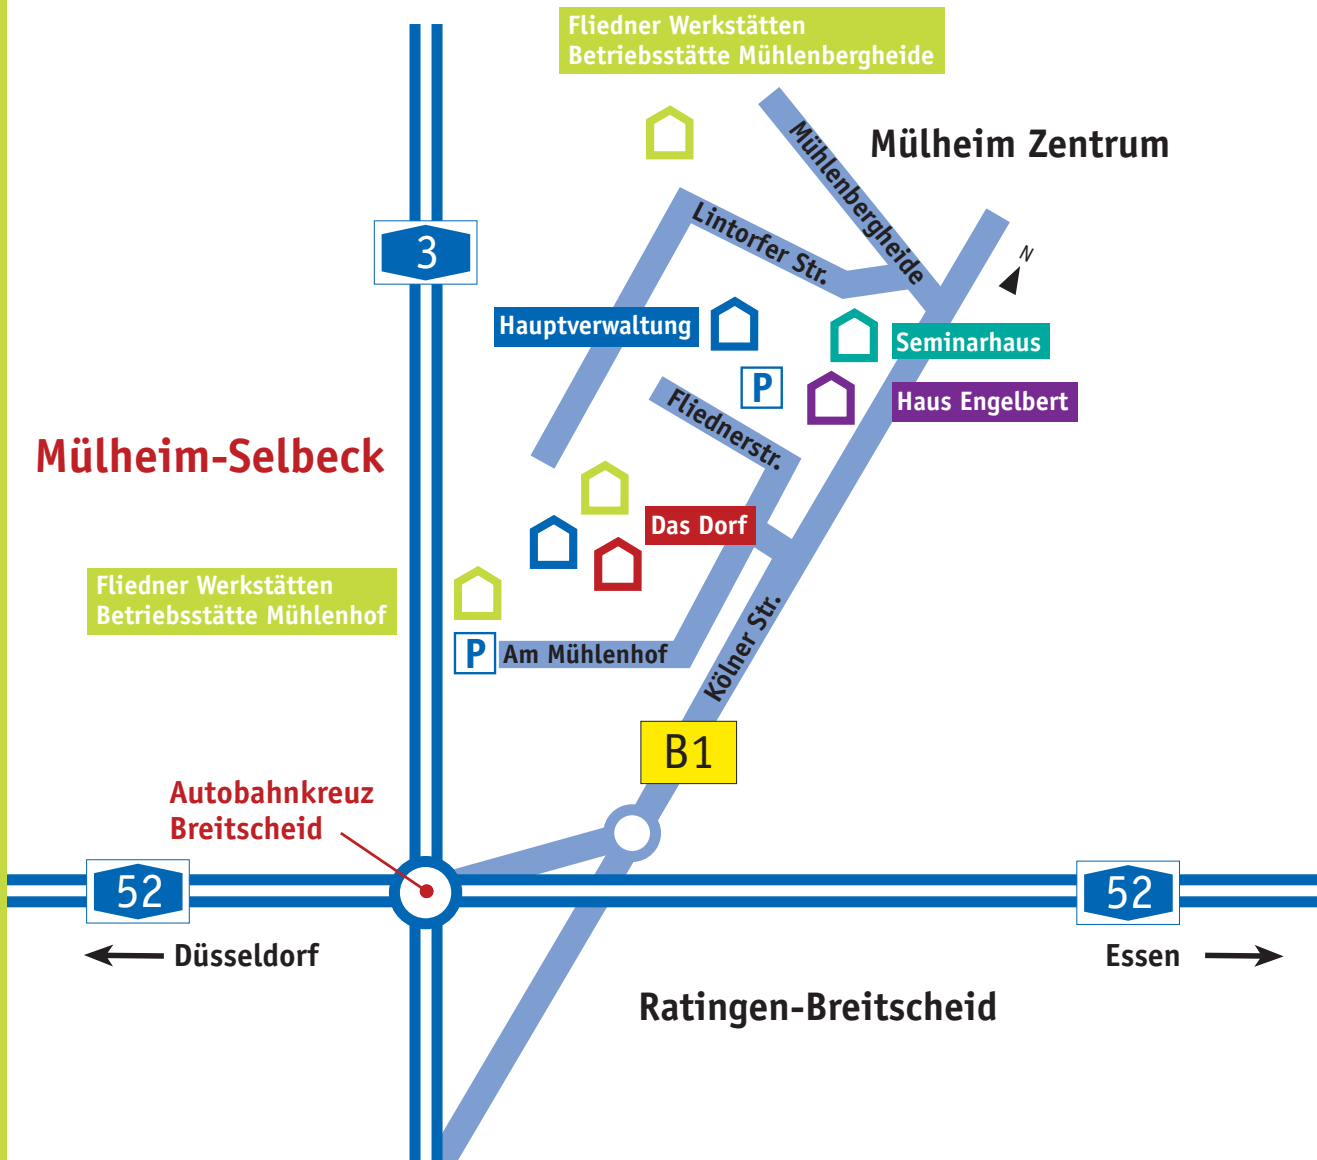 Fliedner Werkstätten
Betriebsstätte Mühlenbergheide
Mühlenbergheide
Mülheim Zentrum
Lintorfer Str.
N
3
Hauptverwaltung
Seminarhaus
P
Haus Engelbert
Fliednerstr.
Mülheim-Selbeck
Das Dorf
Fliedner Werkstätten
Betriebsstätte Mühlenhof
P
Am Mühlenhof
Kölner Str.
B1
Autobahnkreuz
Breitscheid
52
52
Düsseldorf
Essen
Ratingen-Breitscheid